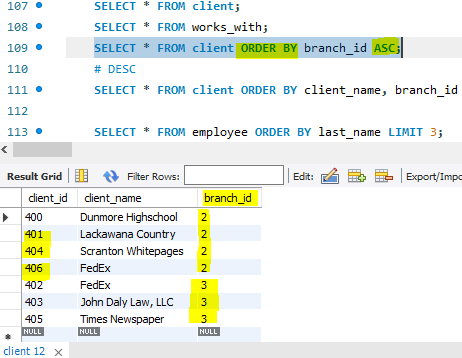 107 SELECT * FROM client;
108 SELECT * FROM works_with;
109 SELECT * FROM client ORDER BY branch_id ASC;
110 # DESC
111 SELECT * FROM client ORDER BY client_name, branch_id
113 SELECT * FROM employee ORDER BY last_name LIMIT 3;
Result Grid Filter Rows: Edit: Export/Impo
client_id client_name branch_id
400 Dunmore Highschool 2
401 Lackawana Country 2
404 Scranton Whitepages 2
406 FedEx 2
402 FedEx 3
403 John Daly Law, LLC 3
405 Times Newspaper 3
NULL NULL NULL
client 12